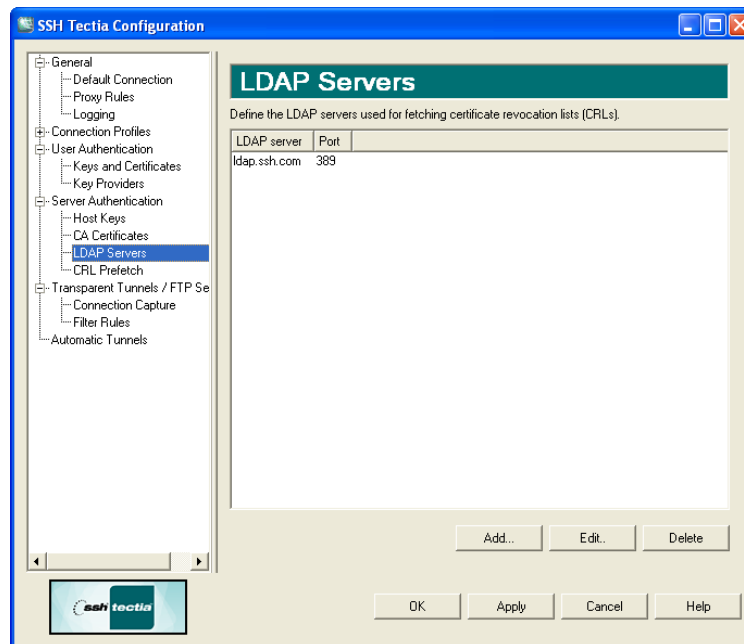 SSH Tectia Configuration
General
Default Connection
Proxy Rules
Logging
Connection Profiles
User Authentication
Keys and Certificates
Key Providers
Server Authentication
Host Keys
CA Certificates
LDAP Servers
CRL Prefetch
Transparent Tunnels / FTP Se
Connection Capture
Filter Rules
Automatic Tunnels
LDAP Servers
Define the LDAP servers used for fetching certificate revocation lists (CRLs).
LDAP server Port
ldap.ssh.com 389
Add... Edit.. Delete
ssh tectia
OK Apply Cancel Help